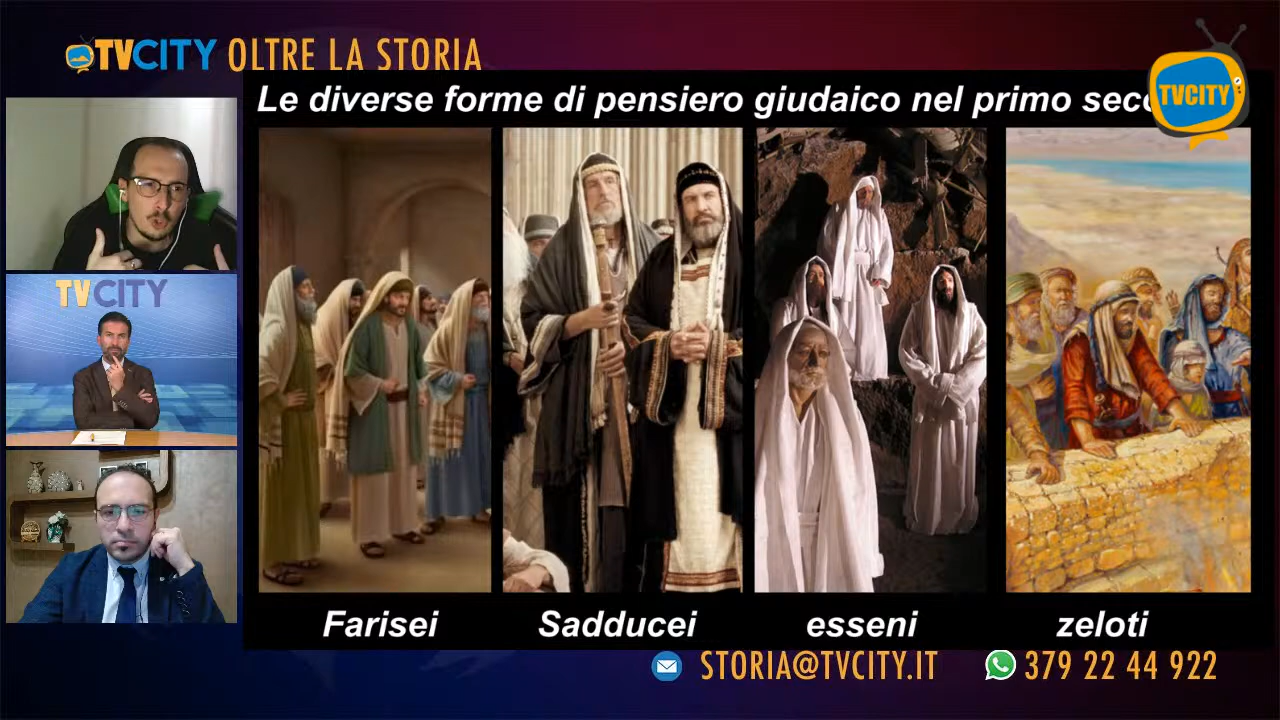 TVCITY OLTRE LA STORIA
TVCITY
Le diverse forme di pensiero giudaico nel primo
TVCITY
Farisei Sadducei esseni zeloti
STORIA@TVCITY.IT 379 22 44 922